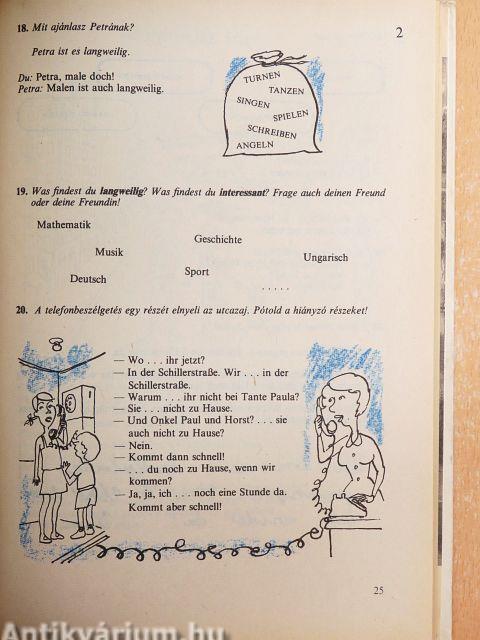 2
18. Mit ajánlasz Petrának?
Petra ist es langweilig.
Du: Petra, male doch!
Petra: Malen ist auch langweilig.
TURNEN
TANZEN
SINGEN
SPIELEN
SCHREIBEN
ANGELN
19. Was findest du langweilig? Was findest du interessant? Frage auch deinen Freund
oder deine Freundin!
Mathematik
Geschichte
Musik
Ungarisch
Sport
Deutsch
. . . . .
20. A telefonbeszélgetés egy részét elnyeli az utcazaj. Pótold a hiányzó részeket!
— Wo . . . ihr jetzt?
— In der Schillerstraße. Wir . . . in der
Schillerstraße.
— Warum . . . ihr nicht bei Tante Paula?
— Sie . . . nicht zu Hause.
— Und Onkel Paul und Horst? . . . sie
auch nicht zu Hause?
— Nein.
— Kommt dann schnell!
— . . . du noch zu Hause, wenn wir
kommen?
— Ja, ja, ich . . . noch eine Stunde da.
Kommt aber schnell!
25
Antikvárium.hu